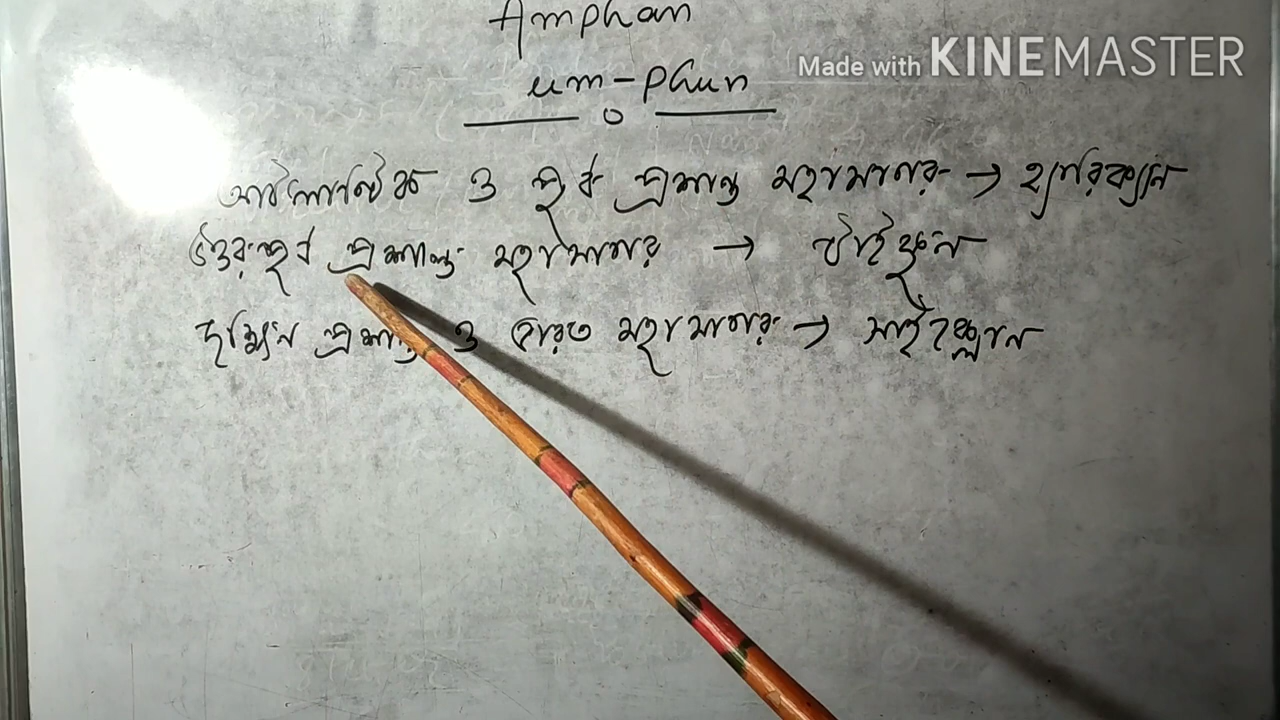 Amphan
Made with KINEMASTER
um-phun
আটলান্টিক ও পূর্ব প্রশান্ত মহাসাগর → হ্যারিক্যান
উত্তর-পূর্ব প্রশান্ত মহাসাগর → টাইফুন
দক্ষিন প্রশান্ত ও ভারত মহাসাগর → সাইক্লোন